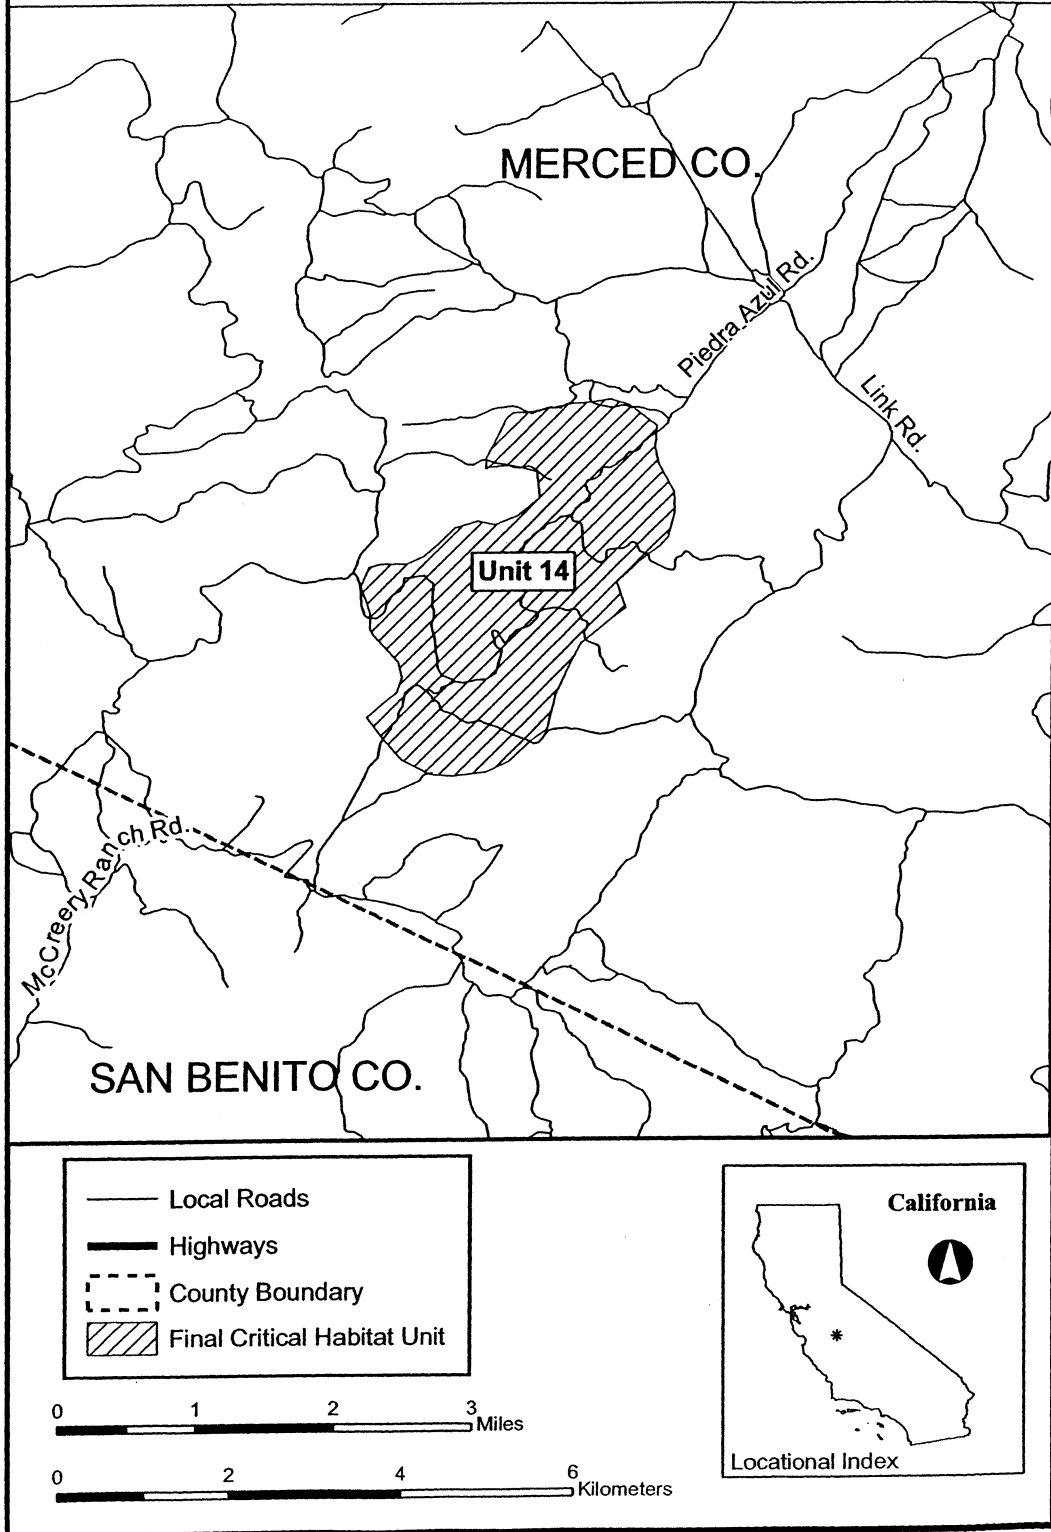 MERCED CO.
Piedra Azul Rd.
Link Rd.
Unit 14
McCreery Ranch Rd.
SAN BENITO CO.
Local Roads
Highways
County Boundary
Final Critical Habitat Unit
0 1 2 3 Miles
0 2 4 6 Kilometers
California
Locational Index